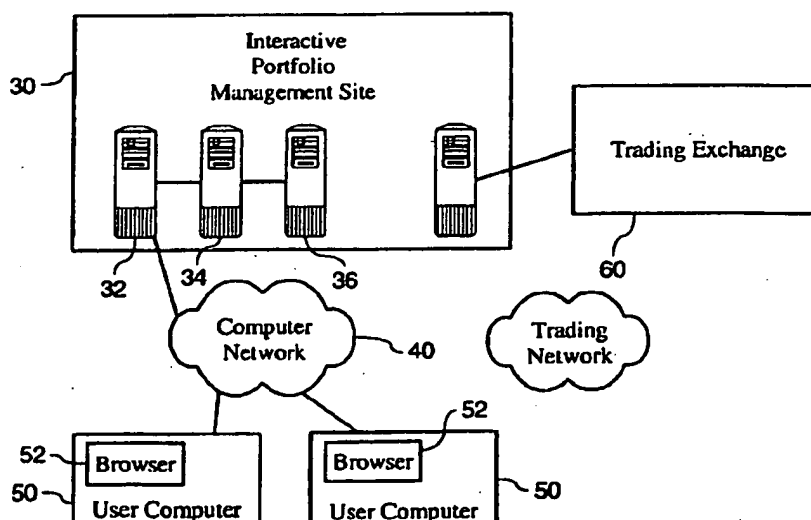 Interactive
Portfolio
Management Site
30
Trading Exchange
32
34
36
60
Computer
Network
40
Trading
Network
52
Browser
50
User Computer
52
Browser
50
User Computer